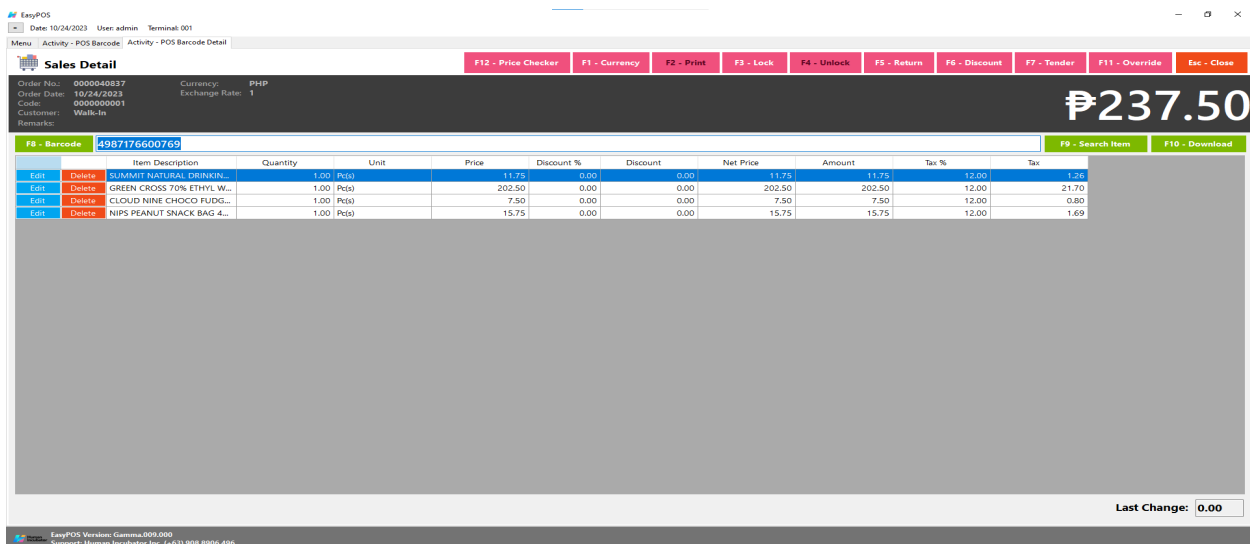 EasyPOS
Date: 10/24/2023 User: admin Terminal: 001
Menu Activity - POS Barcode Activity - POS Barcode Detail
Sales Detail F12 - Price Checker F1 - Currency F2 - Print F3 - Lock F4 - Unlock F5 - Return F6 - Discount F7 - Tender F11 - Override Esc - Close
Order No.: 0000040837 Currency: PHP
Order Date: 10/24/2023 Exchange Rate: 1
Code: 0000000001
Customer: Walk-In
Remarks:
₱237.50
F8 - Barcode 4987176600769 F9 - Search Item F10 - Download
Item Description Quantity Unit Price Discount % Discount Net Price Amount Tax % Tax
Edit Delete SUMMIT NATURAL DRINKIN... 1.00 Pc(s) 11.75 0.00 0.00 11.75 11.75 12.00 1.26
Edit Delete GREEN CROSS 70% ETHYL W... 1.00 Pc(s) 202.50 0.00 0.00 202.50 202.50 12.00 21.70
Edit Delete CLOUD NINE CHOCO FUDG... 1.00 Pc(s) 7.50 0.00 0.00 7.50 7.50 12.00 0.80
Edit Delete NIPS PEANUT SNACK BAG 4... 1.00 Pc(s) 15.75 0.00 0.00 15.75 15.75 12.00 1.69
Last Change: 0.00
EasyPOS Version: Gamma.009.000
Support: Human Incubator Inc. (+63) 908 8906 496